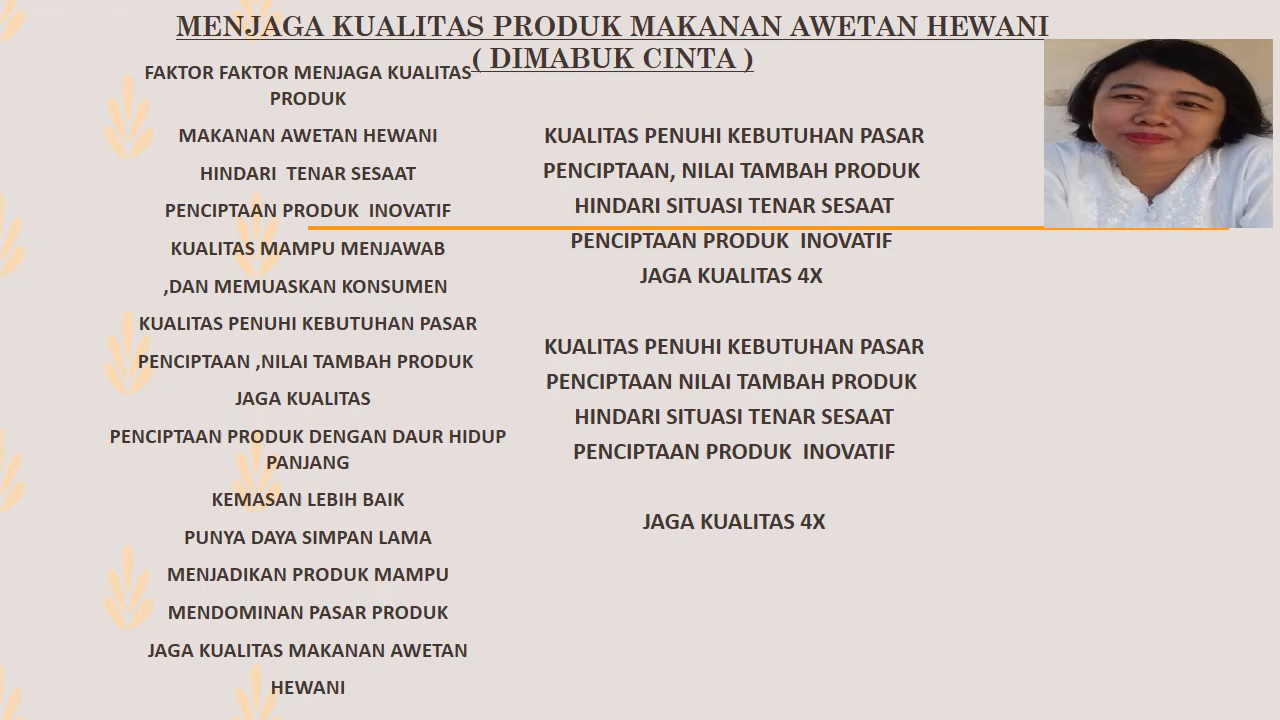 MENJAGA KUALITAS PRODUK MAKANAN AWETAN HEWANI
( DIMABUK CINTA )
FAKTOR FAKTOR MENJAGA KUALITAS
PRODUK
MAKANAN AWETAN HEWANI
HINDARI  TENAR SESAAT
PENCIPTAAN PRODUK  INOVATIF
KUALITAS MAMPU MENJAWAB
,DAN MEMUASKAN KONSUMEN
KUALITAS PENUHI KEBUTUHAN PASAR
PENCIPTAAN ,NILAI TAMBAH PRODUK
JAGA KUALITAS
PENCIPTAAN PRODUK DENGAN DAUR HIDUP
PANJANG
KEMASAN LEBIH BAIK
PUNYA DAYA SIMPAN LAMA
MENJADIKAN PRODUK MAMPU
MENDOMINAN PASAR PRODUK
JAGA KUALITAS MAKANAN AWETAN
HEWANI
KUALITAS PENUHI KEBUTUHAN PASAR
PENCIPTAAN, NILAI TAMBAH PRODUK
HINDARI SITUASI TENAR SESAAT
PENCIPTAAN PRODUK  INOVATIF
JAGA KUALITAS 4X
KUALITAS PENUHI KEBUTUHAN PASAR
PENCIPTAAN NILAI TAMBAH PRODUK
HINDARI SITUASI TENAR SESAAT
PENCIPTAAN PRODUK  INOVATIF
JAGA KUALITAS 4X